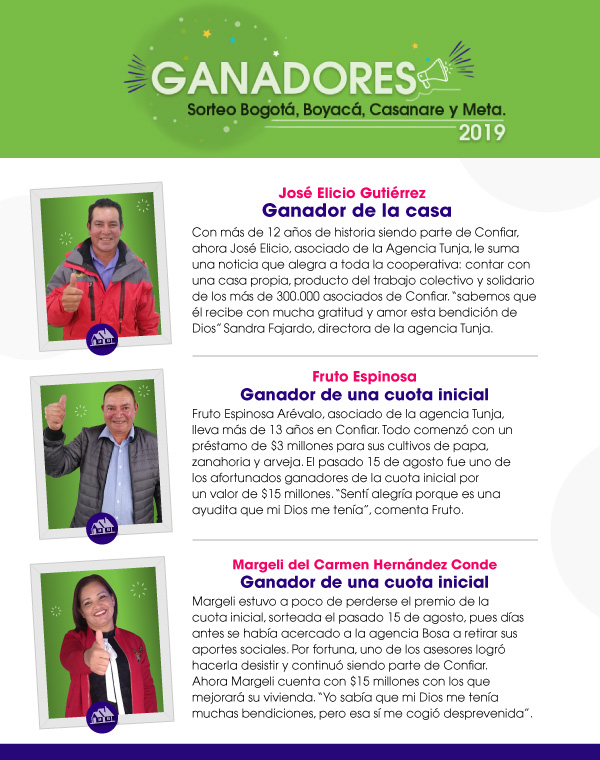 GANADORES
Sorteo Bogotá, Boyacá, Casanare y Meta.
2019
José Elicio Gutiérrez
Ganador de la casa
Con más de 12 años de historia siendo parte de Confiar,
ahora José Elicio, asociado de la Agencia Tunja, le suma
una noticia que alegra a toda la cooperativa: contar con
una casa propia, producto del trabajo colectivo y solidario
de los más de 300.000 asociados de Confiar. “sabemos que
él recibe con mucha gratitud y amor esta bendición de
Dios” Sandra Fajardo, directora de la agencia Tunja.
Fruto Espinosa
Ganador de una cuota inicial
Fruto Espinosa Arévalo, asociado de la agencia Tunja,
lleva más de 13 años en Confiar. Todo comenzó con un
préstamo de $3 millones para sus cultivos de papa,
zanahoria y arveja. El pasado 15 de agosto fue uno de
los afortunados ganadores de la cuota inicial por
un valor de $15 millones. “Sentí alegría porque es una
ayudita que mi Dios me tenía”, comenta Fruto.
Margeli del Carmen Hernández Conde
Ganador de una cuota inicial
Margeli estuvo a poco de perderse el premio de la
cuota inicial, sorteada el pasado 15 de agosto, pues días
antes se había acercado a la agencia Bosa a retirar sus
aportes sociales. Por fortuna, uno de los asesores logró
hacerla desistir y continuó siendo parte de Confiar.
Ahora Margeli cuenta con $15 millones con los que
mejorará su vivienda. “Yo sabía que mi Dios me tenía
muchas bendiciones, pero esa sí me cogió desprevenida”.